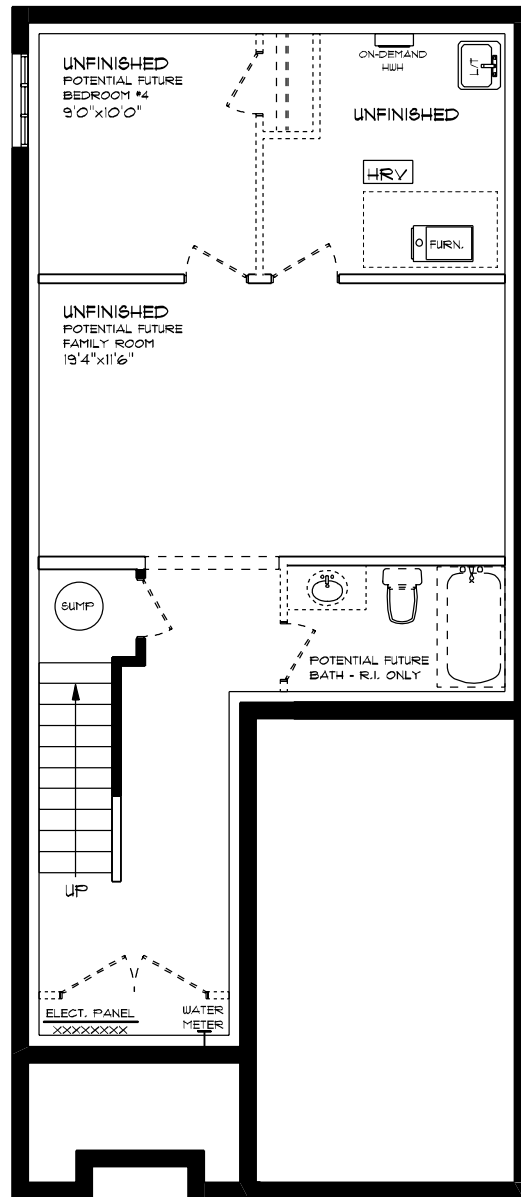 UNFINISHED
POTENTIAL FUTURE
BEDROOM #4
9'0"x10'0"
ON-DEMAND
HWH
L/T
UNFINISHED
HRV
FURN.
UNFINISHED
POTENTIAL FUTURE
FAMILY ROOM
19'4"x11'6"
SUMP
POTENTIAL FUTURE
BATH - R.I. ONLY
UP
ELECT. PANEL
XXXXXXXX
WATER
METER